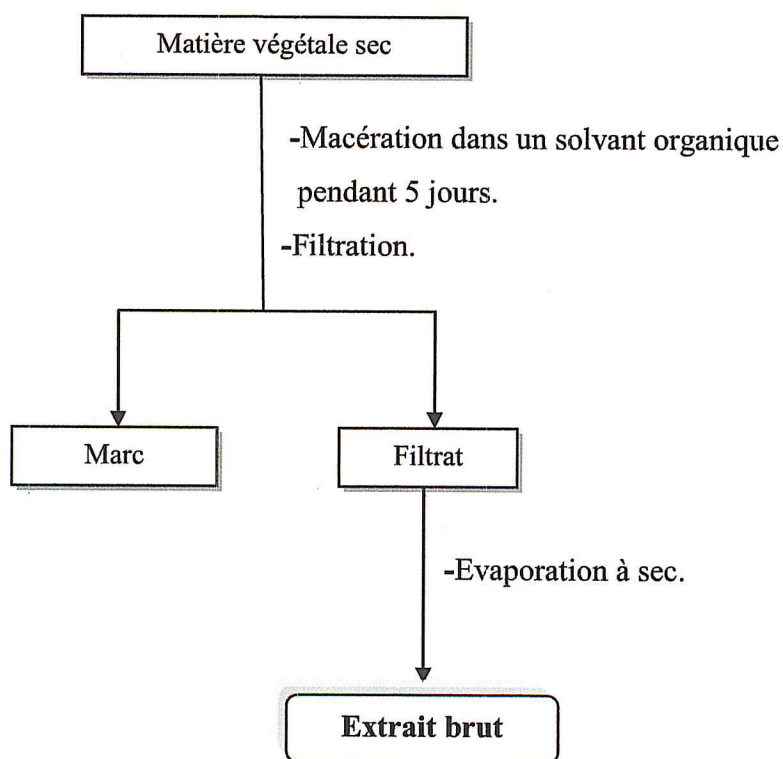 Matière végétale sec
-Macération dans un solvant organique
pendant 5 jours.
-Filtration.
Marc
Filtrat
-Evaporation à sec.
Extrait brut